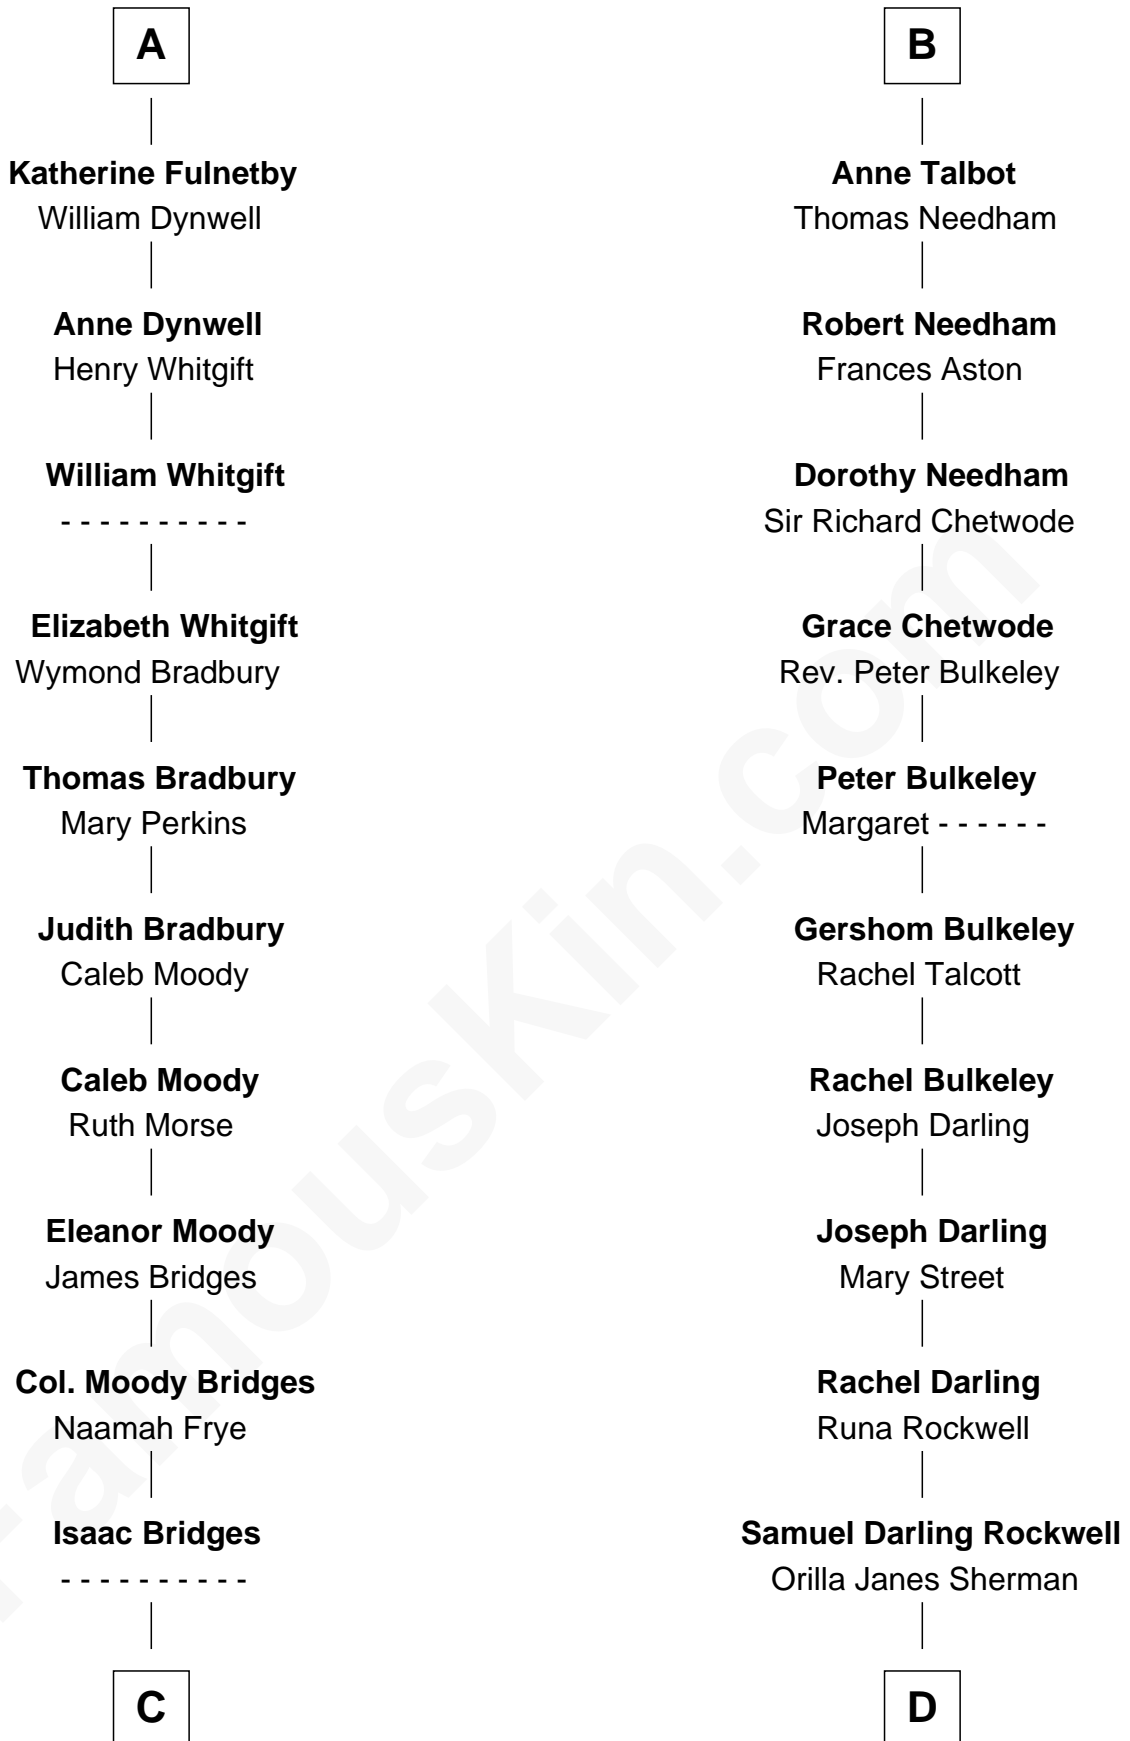 A
Katherine Fulnetby
William Dynwell
Anne Dynwell
Henry Whitgift
William Whitgift
- - - - - - - - - -
Elizabeth Whitgift
Wymond Bradbury
Thomas Bradbury
Mary Perkins
Judith Bradbury
Caleb Moody
Caleb Moody
Ruth Morse
Eleanor Moody
James Bridges
Col. Moody Bridges
Naamah Frye
Isaac Bridges
- - - - - - - - - -
C
B
Anne Talbot
Thomas Needham
Robert Needham
Frances Aston
Dorothy Needham
Sir Richard Chetwode
Grace Chetwode
Rev. Peter Bulkeley
Peter Bulkeley
Margaret - - - - - -
Gershom Bulkeley
Rachel Talcott
Rachel Bulkeley
Joseph Darling
Joseph Darling
Mary Street
Rachel Darling
Runa Rockwell
Samuel Darling Rockwell
Orilla Janes Sherman
D
FamousKin.com